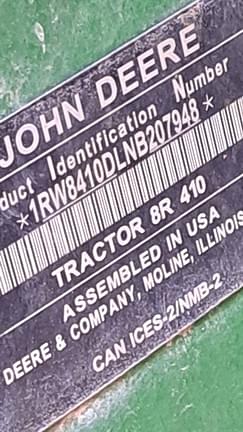 JOHN DEERE
duct Identification Number
*1RW8410DLNB207948*
TRACTOR 8R 410
ASSEMBLED IN USA
DEERE & COMPANY, MOLINE, ILLINOIS
CAN ICES-2/NMB-2